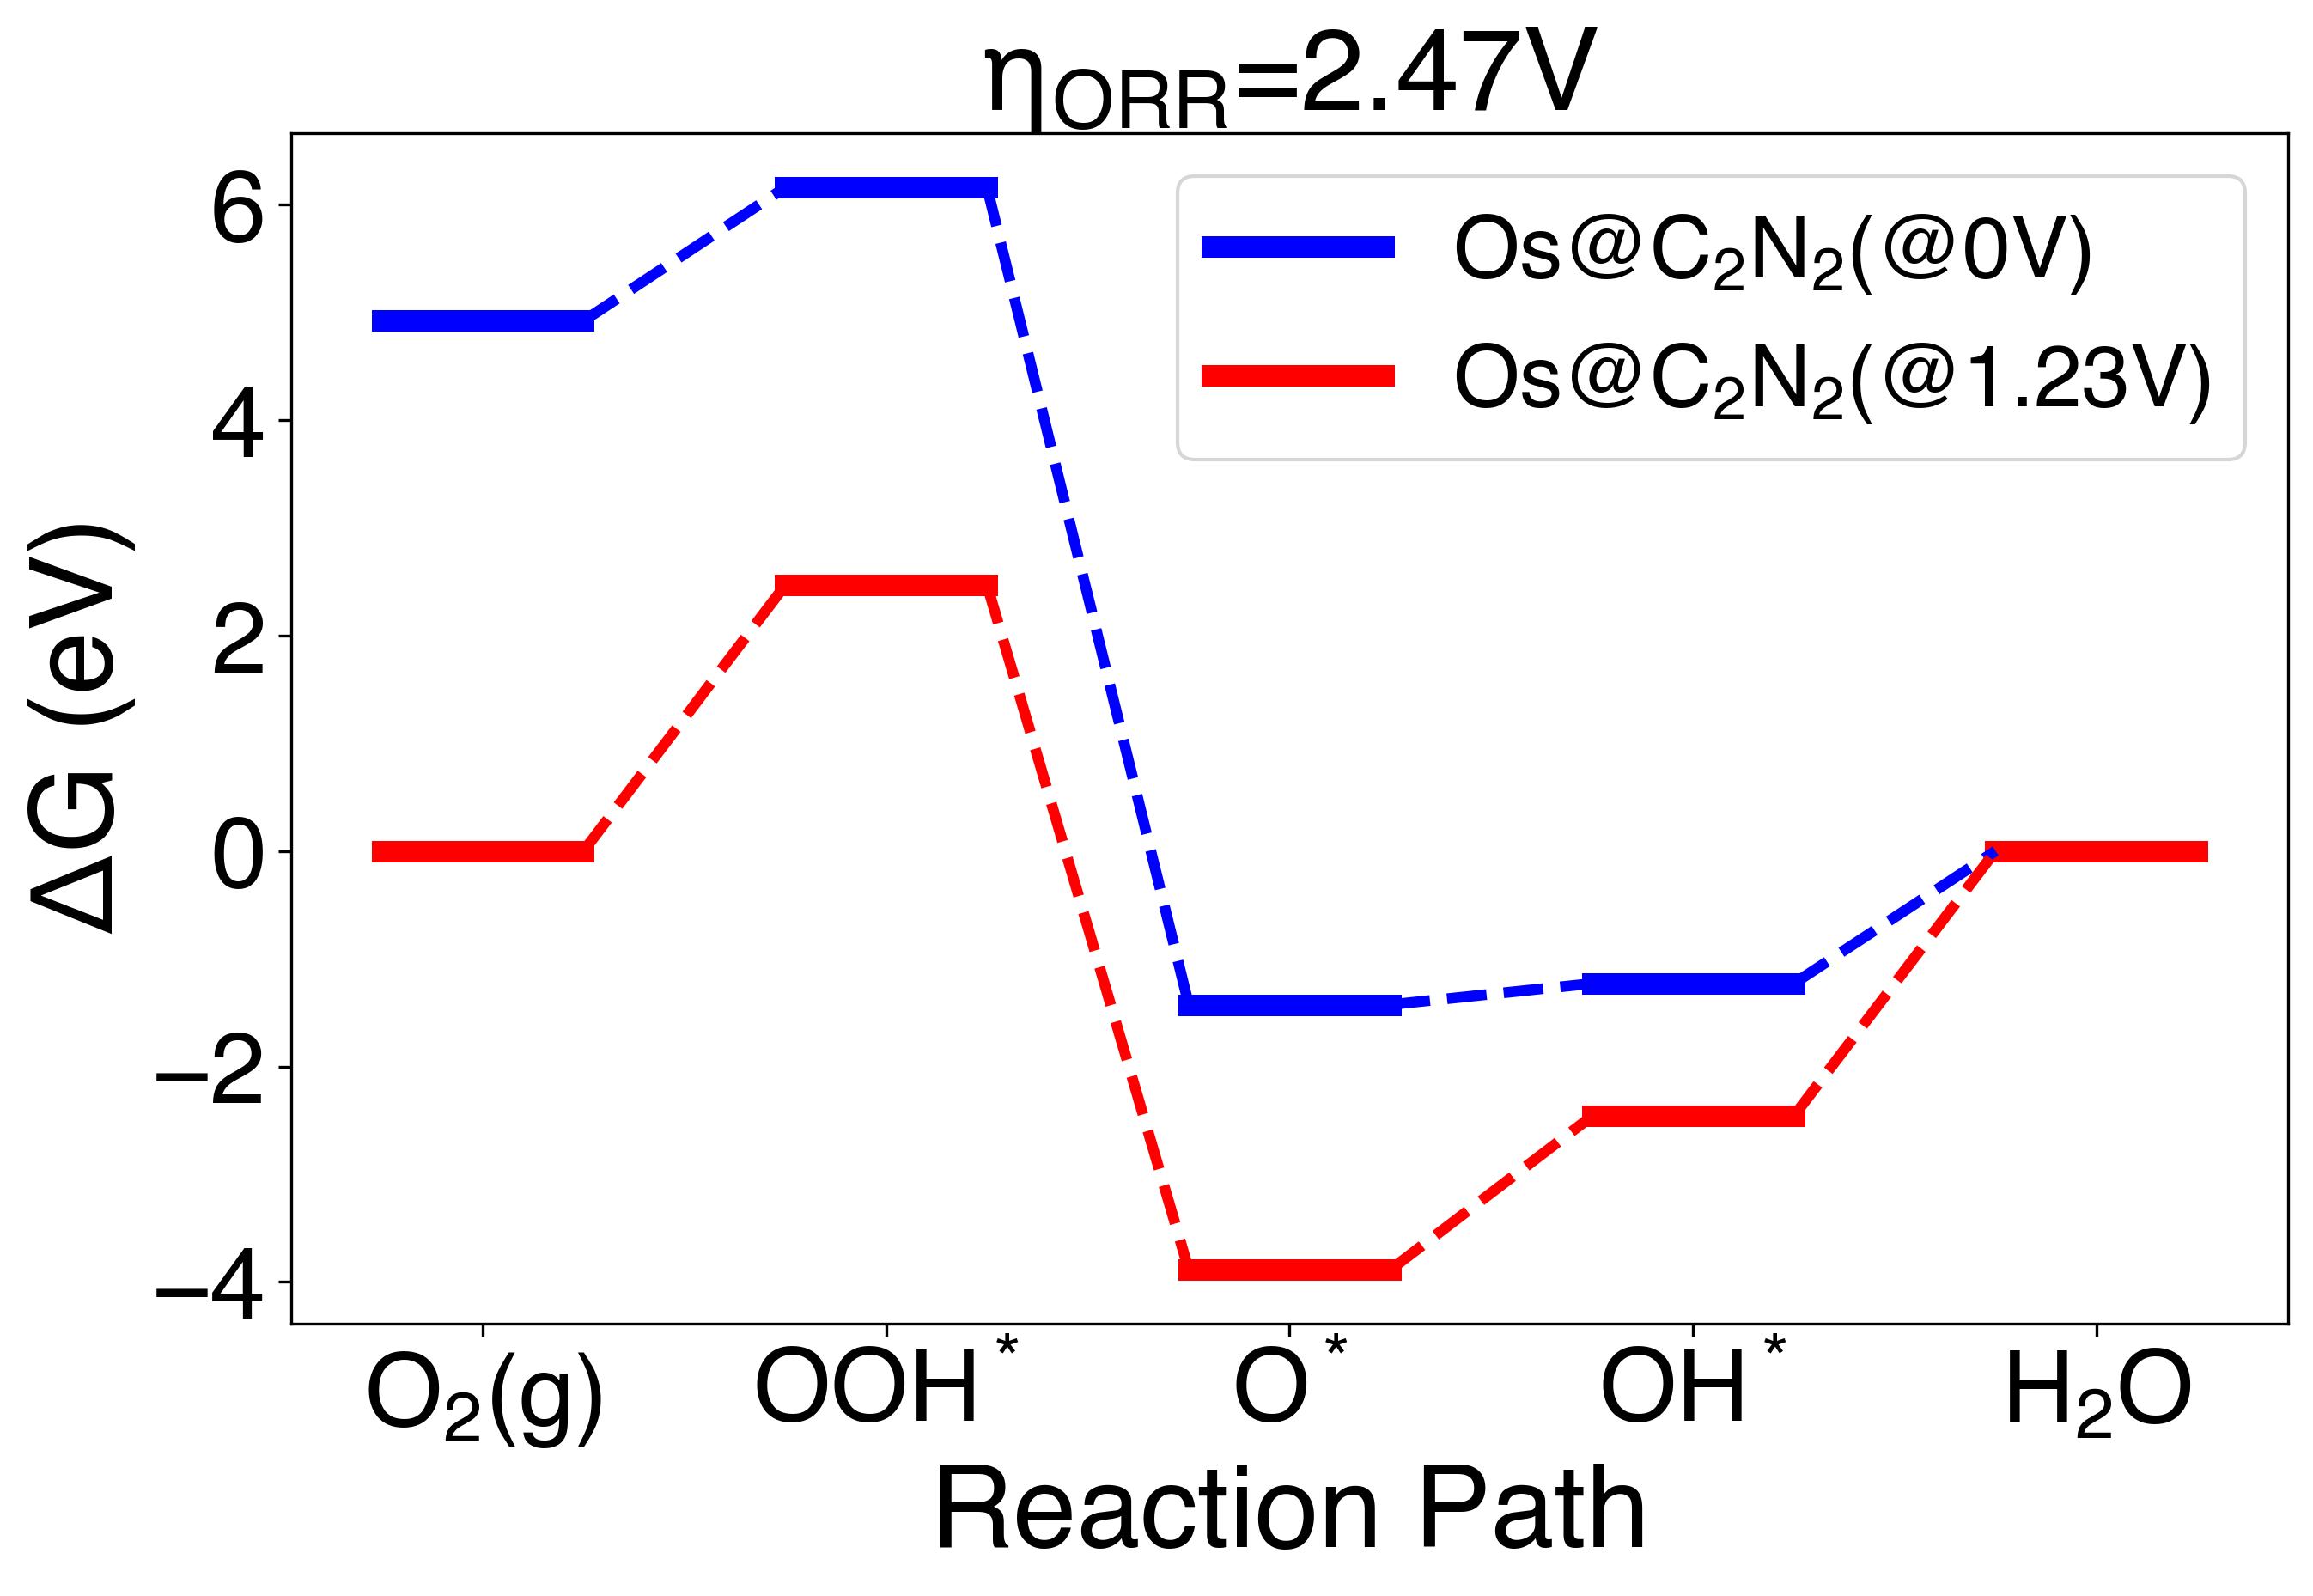 η_ORR=2.47V
Os@C₂N₂(@0V)
Os@C₂N₂(@1.23V)
ΔG (eV)
6
4
2
0
−2
−4
O₂(g) OOH* O* OH* H₂O
Reaction Path